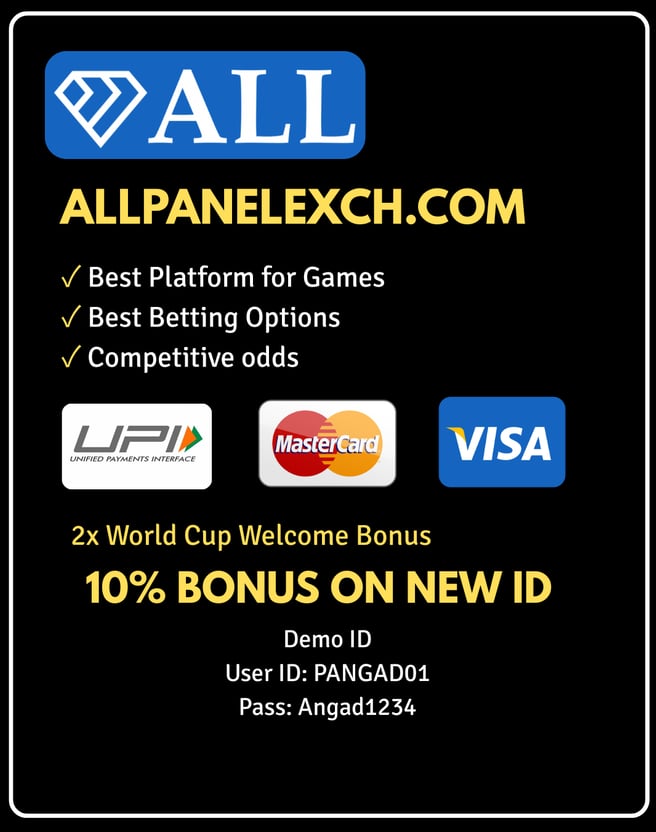 ALL
ALLPANELEXCH.COM
✓ Best Platform for Games
✓ Best Betting Options
✓ Competitive odds
UPI
UNIFIED PAYMENTS INTERFACE
MasterCard
VISA
2x World Cup Welcome Bonus
10% BONUS ON NEW ID
Demo ID
User ID: PANGAD01
Pass: Angad1234